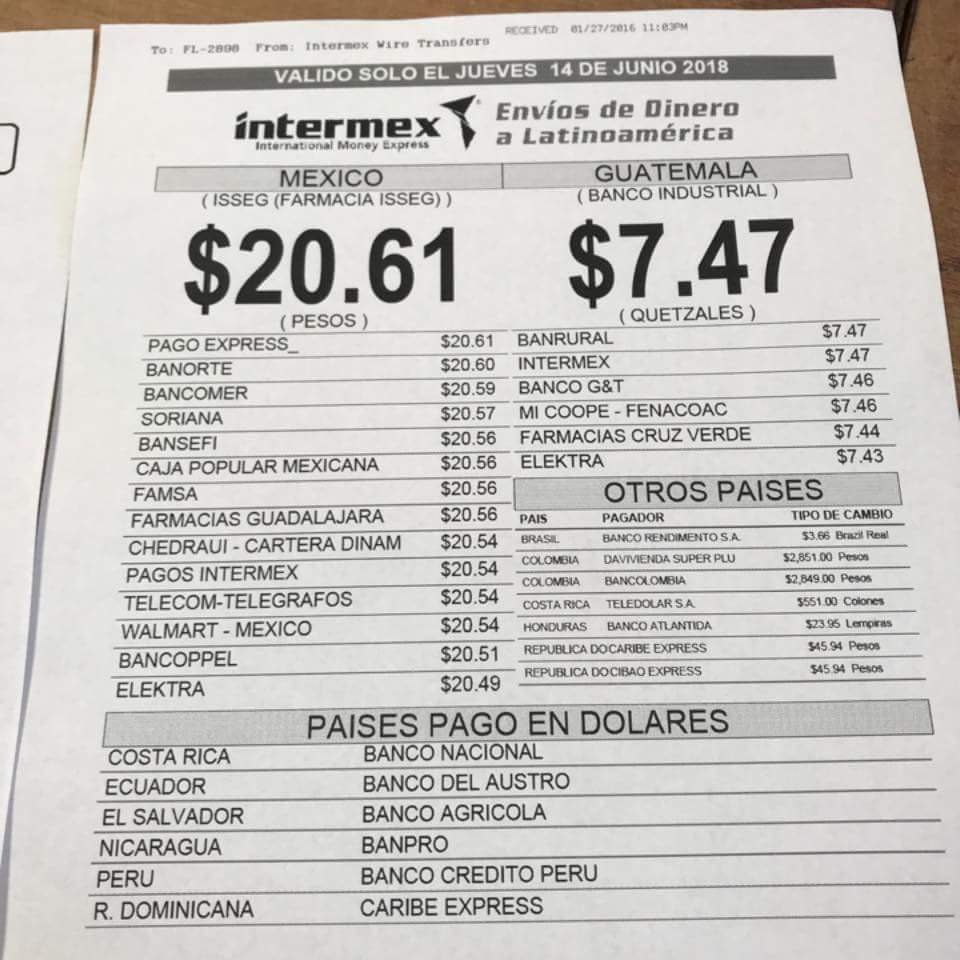 To: FL-2898 From: Intermex Wire Transfers RECEIVED 01/27/2016 11:03PM
VALIDO SOLO EL JUEVES 14 DE JUNIO 2018
intermex
International Money Express
Envíos de Dinero
a Latinoamérica
MEXICO
( ISSEG (FARMACIA ISSEG) )
$20.61
( PESOS )
PAGO EXPRESS_ $20.61
BANORTE $20.60
BANCOMER $20.59
SORIANA $20.57
BANSEFI $20.56
CAJA POPULAR MEXICANA $20.56
FAMSA $20.56
FARMACIAS GUADALAJARA $20.56
CHEDRAUI - CARTERA DINAM $20.54
PAGOS INTERMEX $20.54
TELECOM-TELEGRAFOS $20.54
WALMART - MEXICO $20.54
BANCOPPEL $20.51
ELEKTRA $20.49
GUATEMALA
( BANCO INDUSTRIAL )
$7.47
( QUETZALES )
BANRURAL $7.47
INTERMEX $7.47
BANCO G&T $7.46
MI COOPE - FENACOAC $7.46
FARMACIAS CRUZ VERDE $7.44
ELEKTRA $7.43
OTROS PAISES
PAIS PAGADOR TIPO DE CAMBIO
BRASIL BANCO RENDIMENTO S.A. $3.66 Brazil Real
COLOMBIA DAVIVIENDA SUPER PLU $2,851.00 Pesos
COLOMBIA BANCOLOMBIA $2,849.00 Pesos
COSTA RICA TELEDOLAR S.A. $551.00 Colones
HONDURAS BANCO ATLANTIDA $23.95 Lempiras
REPUBLICA DO CARIBE EXPRESS $45.94 Pesos
REPUBLICA DO CIBAO EXPRESS $45.94 Pesos
PAISES PAGO EN DOLARES
COSTA RICA BANCO NACIONAL
ECUADOR BANCO DEL AUSTRO
EL SALVADOR BANCO AGRICOLA
NICARAGUA BANPRO
PERU BANCO CREDITO PERU
R. DOMINICANA CARIBE EXPRESS